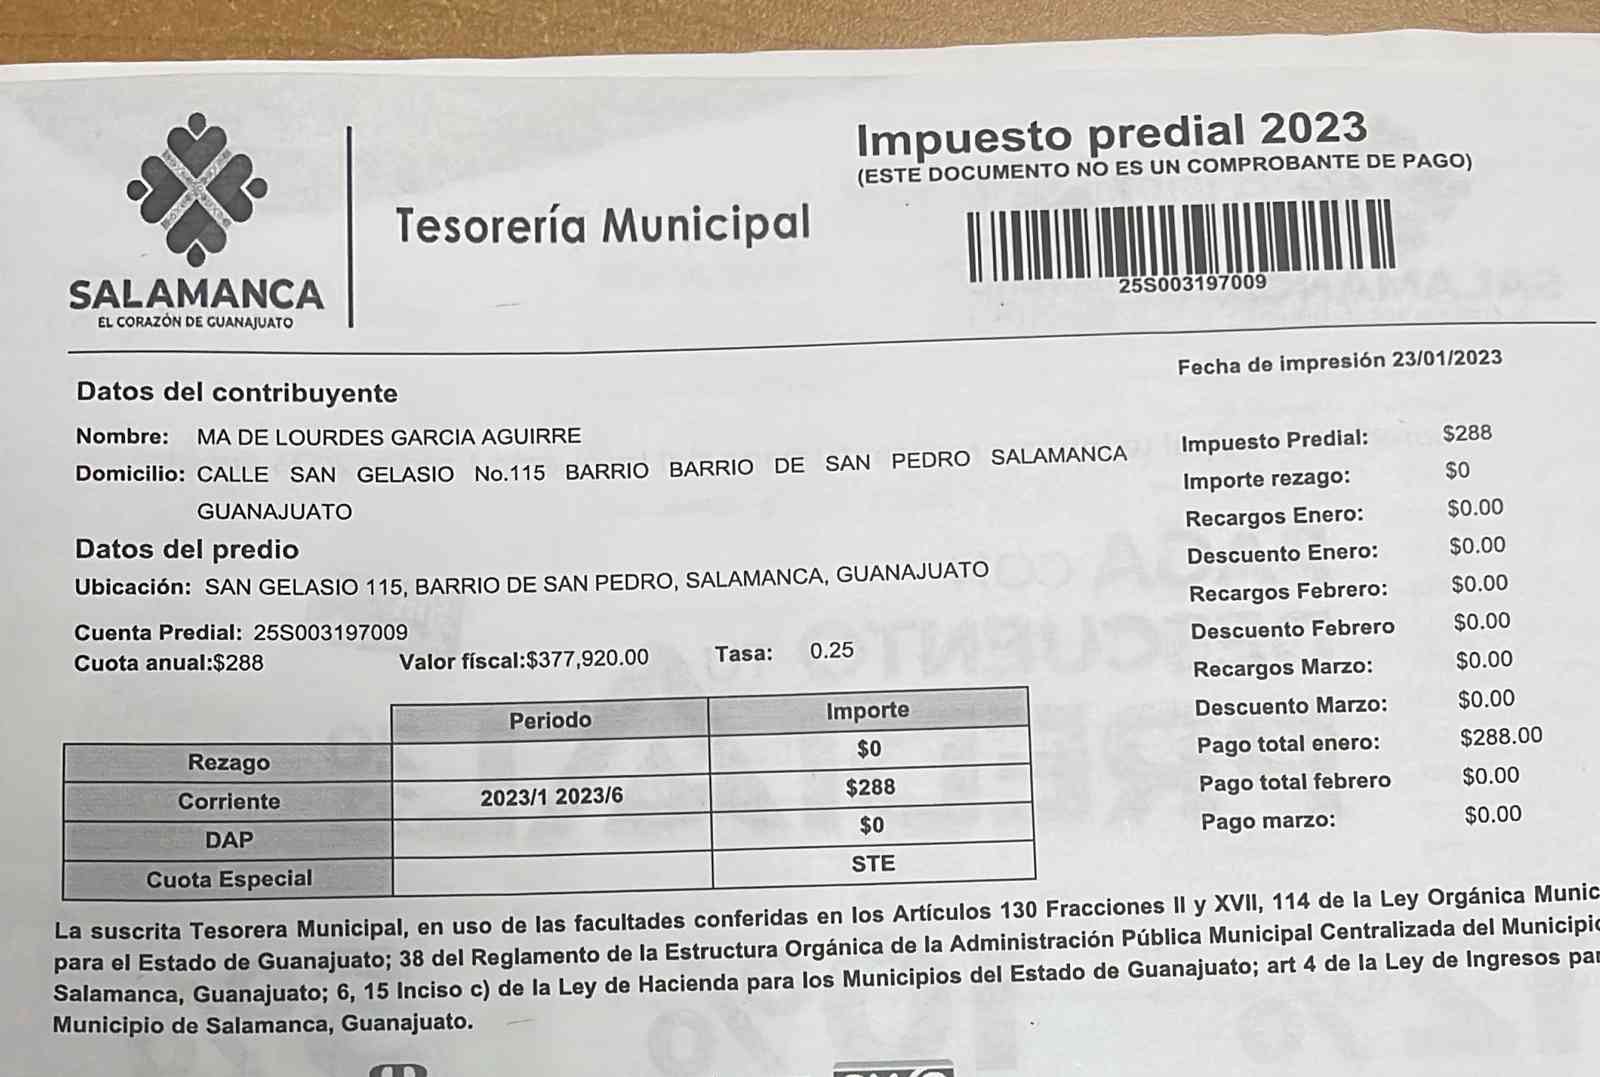 Impuesto predial 2023
(ESTE DOCUMENTO NO ES UN COMPROBANTE DE PAGO)
25S003197009
SALAMANCA
EL CORAZÓN DE GUANAJUATO
Tesorería Municipal
Fecha de impresión 23/01/2023
Datos del contribuyente
Nombre: MA DE LOURDES GARCIA AGUIRRE
Domicilio: CALLE SAN GELASIO No.115 BARRIO BARRIO DE SAN PEDRO SALAMANCA
GUANAJUATO
Datos del predio
Ubicación: SAN GELASIO 115, BARRIO DE SAN PEDRO, SALAMANCA, GUANAJUATO
Cuenta Predial: 25S003197009
Cuota anual:$288 Valor físcal:$377,920.00 Tasa: 0.25
Periodo Importe
Rezago $0
Corriente 2023/1 2023/6 $288
DAP $0
Cuota Especial STE
Impuesto Predial: $288
Importe rezago: $0
Recargos Enero: $0.00
Descuento Enero: $0.00
Recargos Febrero: $0.00
Descuento Febrero $0.00
Recargos Marzo: $0.00
Descuento Marzo: $0.00
Pago total enero: $288.00
Pago total febrero $0.00
Pago marzo: $0.00
La suscrita Tesorera Municipal, en uso de las facultades conferidas en los Artículos 130 Fracciones II y XVII, 114 de la Ley Orgánica Munic
para el Estado de Guanajuato; 38 del Reglamento de la Estructura Orgánica de la Administración Pública Municipal Centralizada del Municipio
Salamanca, Guanajuato; 6, 15 Inciso c) de la Ley de Hacienda para los Municipios del Estado de Guanajuato; art 4 de la Ley de Ingresos par
Municipio de Salamanca, Guanajuato.